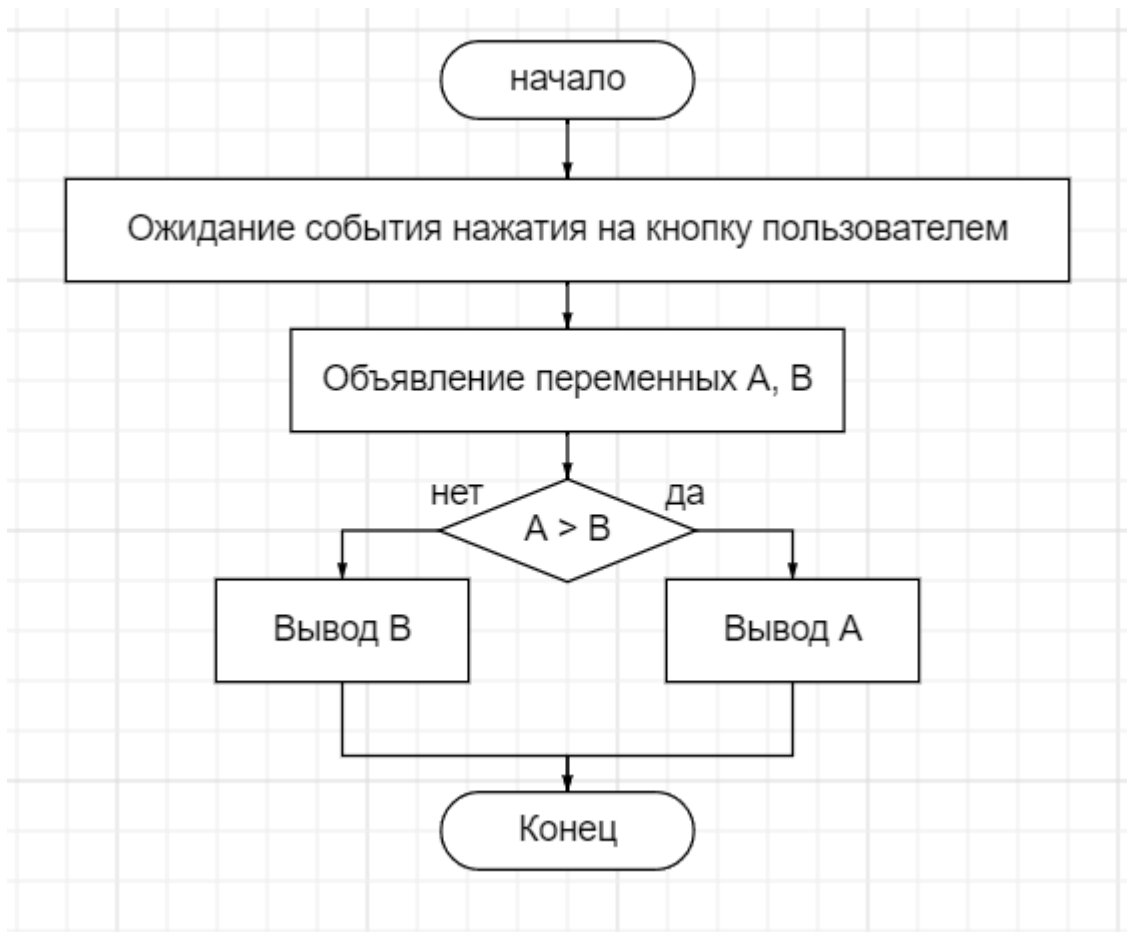 начало
Ожидание события нажатия на кнопку пользователем
Объявление переменных А, В
нет
да
А > В
Вывод В
Вывод А
Конец